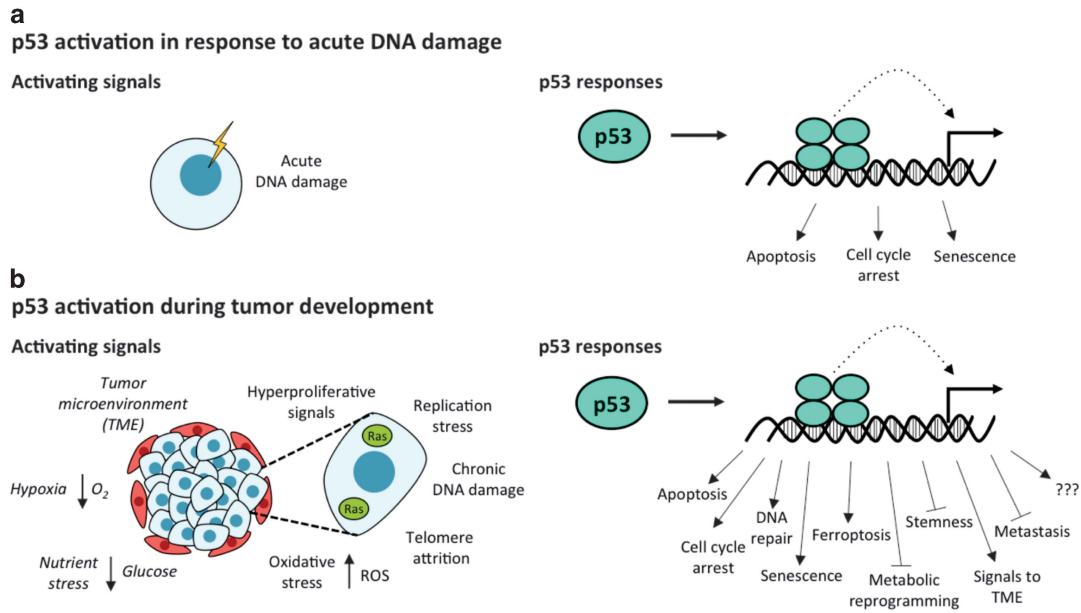 a
p53 activation in response to acute DNA damage
Activating signals
Acute
DNA damage
p53 responses
p53
Apoptosis
Cell cycle
arrest
Senescence
b
p53 activation during tumor development
Activating signals
Tumor
microenvironment
(TME)
Hypoxia
O2
Nutrient
stress
Glucose
Hyperproliferative
signals
Ras
Ras
Replication
stress
Chronic
DNA damage
Telomere
attrition
Oxidative
stress
ROS
p53 responses
p53
Apoptosis
Cell cycle
arrest
DNA
repair
Senescence
Ferroptosis
Metabolic
reprogramming
Stemness
Signals to
TME
Metastasis
???